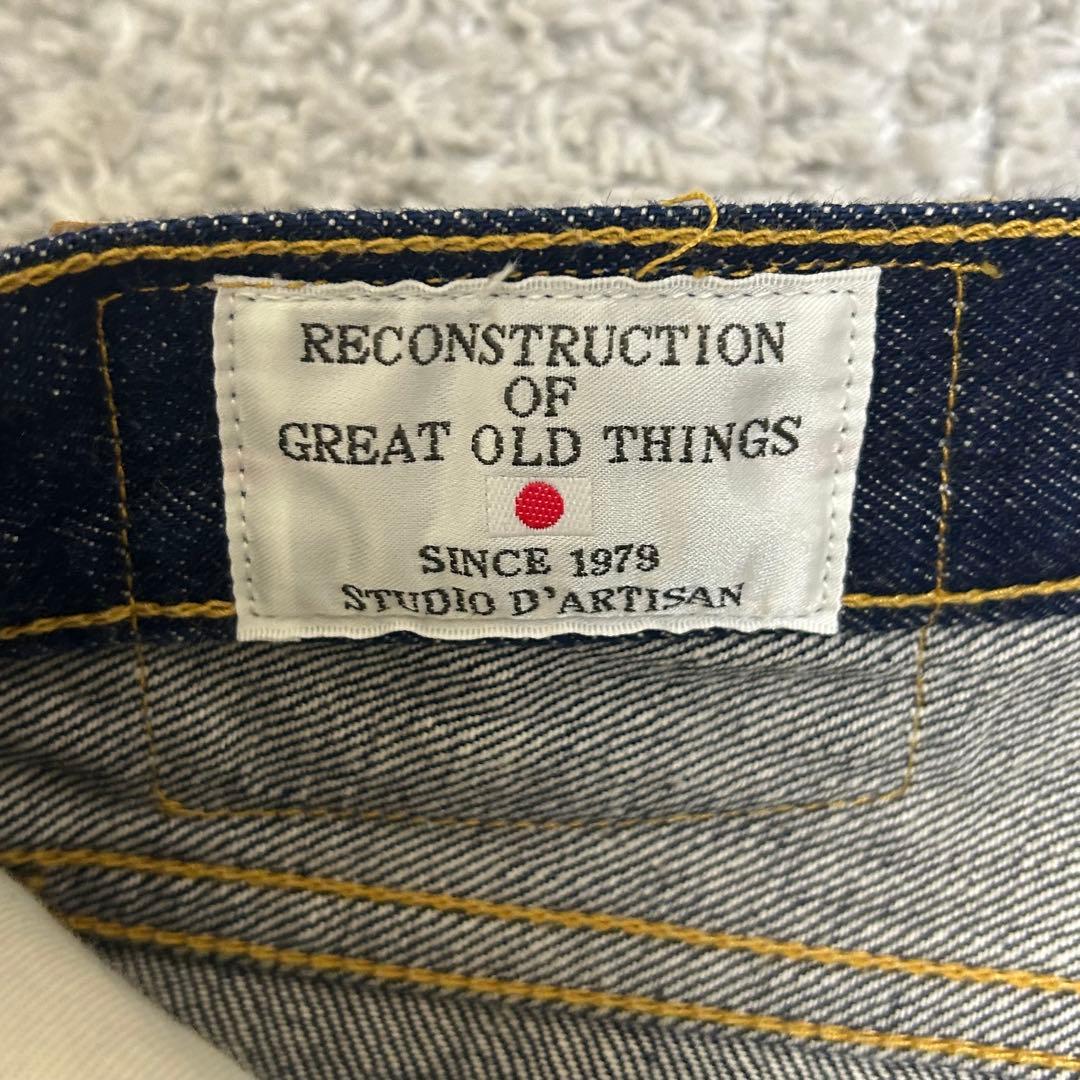 RECONSTRUCTION
OF
GREAT OLD THINGS
SINCE 1979
STUDIO D'ARTISAN